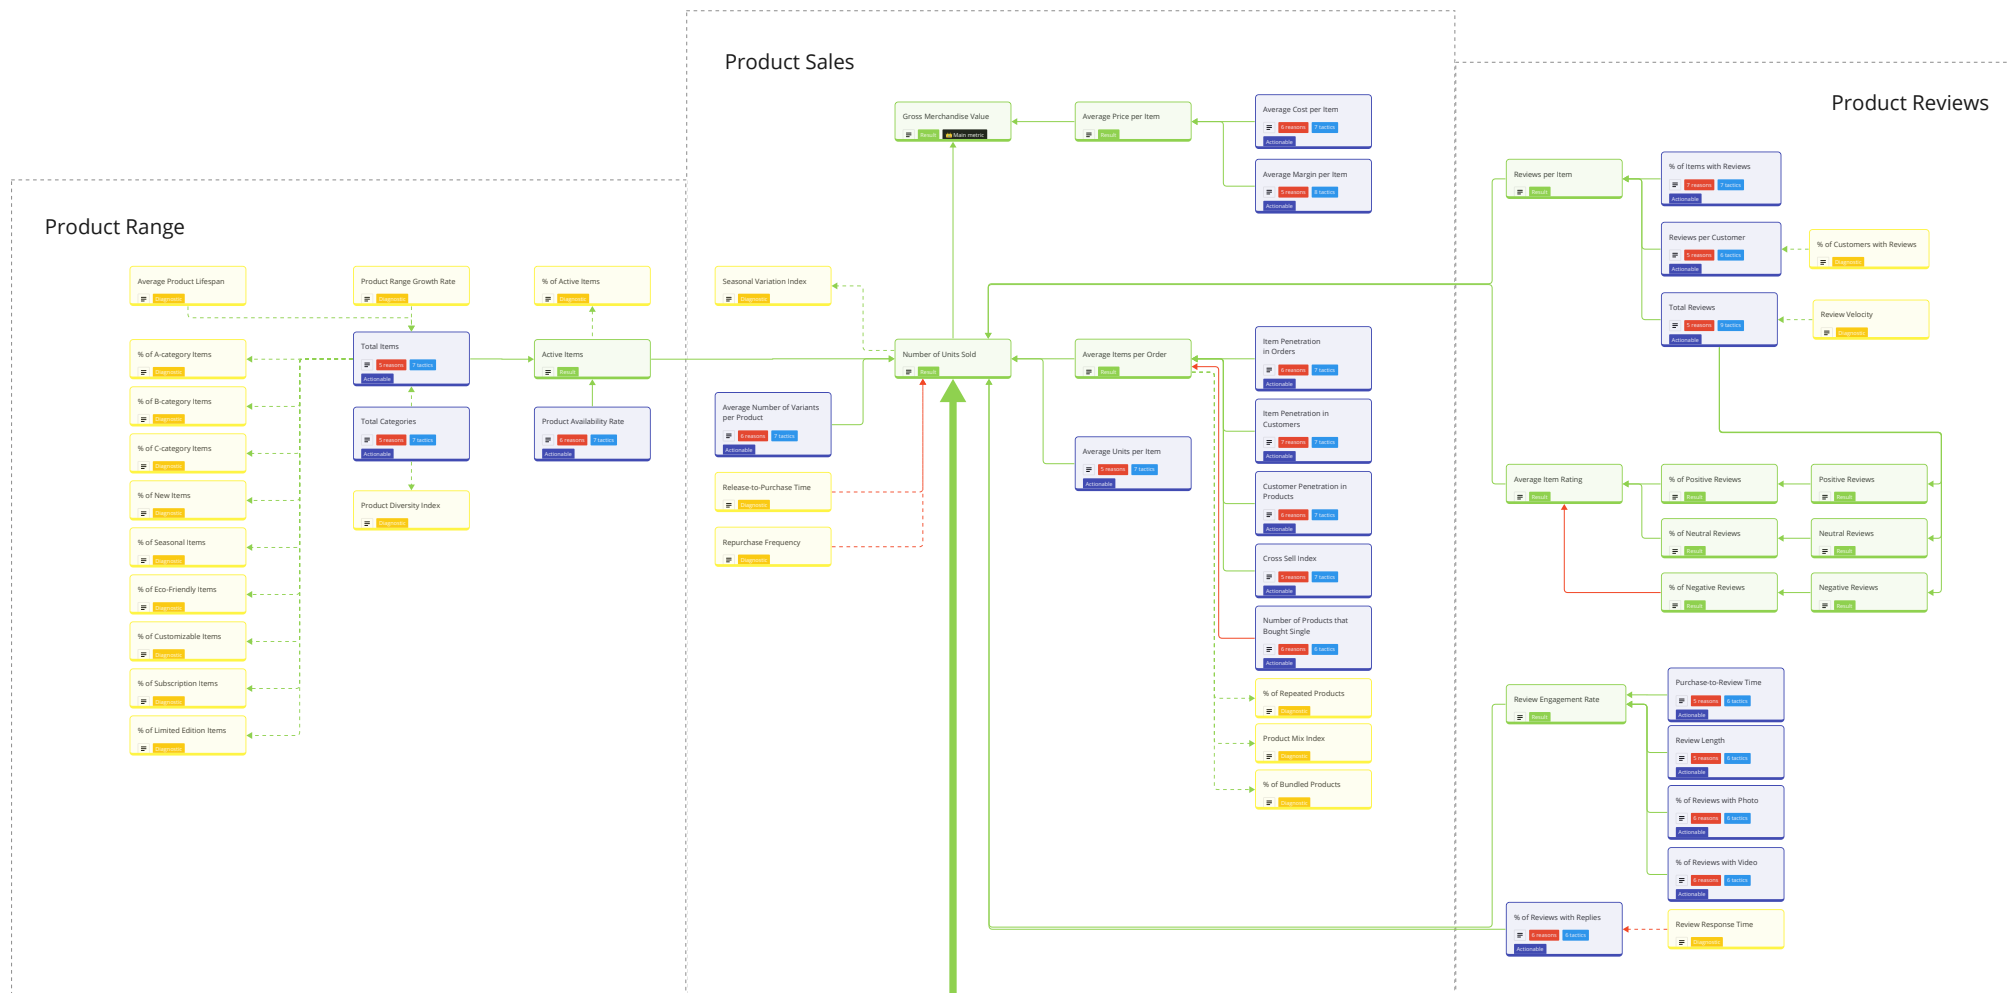 Product Sales
Gross Merchandise Value
Result
Main metric
Average Price per Item
Result
Average Cost per Item
6 reasons
7 tactics
Actionable
Average Margin per Item
5 reasons
8 tactics
Actionable
Seasonal Variation Index
Diagnostic
Number of Units Sold
Result
Average Items per Order
Result
Average Number of Variants
per Product
6 reasons
7 tactics
Actionable
Release-to-Purchase Time
Diagnostic
Repurchase Frequency
Diagnostic
Average Units per Item
5 reasons
7 tactics
Actionable
Item Penetration
in Orders
6 reasons
7 tactics
Actionable
Item Penetration in
Customers
7 reasons
7 tactics
Actionable
Customer Penetration in
Products
6 reasons
7 tactics
Actionable
Cross Sell Index
5 reasons
7 tactics
Actionable
Number of Products that
Bought Single
6 reasons
6 tactics
Actionable
% of Repeated Products
Diagnostic
Product Mix Index
Diagnostic
% of Bundled Products
Diagnostic
Product Range
Average Product Lifespan
Diagnostic
Product Range Growth Rate
Diagnostic
% of Active Items
Diagnostic
Total Items
5 reasons
7 tactics
Actionable
Active Items
Result
Total Categories
5 reasons
7 tactics
Actionable
Product Availability Rate
6 reasons
7 tactics
Actionable
Product Diversity Index
Diagnostic
% of A-category Items
Diagnostic
% of B-category Items
Diagnostic
% of C-category Items
Diagnostic
% of New Items
Diagnostic
% of Seasonal Items
Diagnostic
% of Eco-Friendly Items
Diagnostic
% of Customizable Items
Diagnostic
% of Subscription Items
Diagnostic
% of Limited Edition Items
Diagnostic
Product Reviews
Reviews per Item
Result
% of Items with Reviews
7 reasons
7 tactics
Actionable
Reviews per Customer
5 reasons
6 tactics
Actionable
% of Customers with Reviews
Diagnostic
Total Reviews
5 reasons
9 tactics
Actionable
Review Velocity
Diagnostic
Average Item Rating
Result
% of Positive Reviews
Result
Positive Reviews
Result
% of Neutral Reviews
Result
Neutral Reviews
Result
% of Negative Reviews
Result
Negative Reviews
Result
Review Engagement Rate
Result
Purchase-to-Review Time
5 reasons
6 tactics
Actionable
Review Length
5 reasons
6 tactics
Actionable
% of Reviews with Photo
6 reasons
6 tactics
Actionable
% of Reviews with Video
6 reasons
6 tactics
Actionable
% of Reviews with Replies
6 reasons
6 tactics
Actionable
Review Response Time
Diagnostic